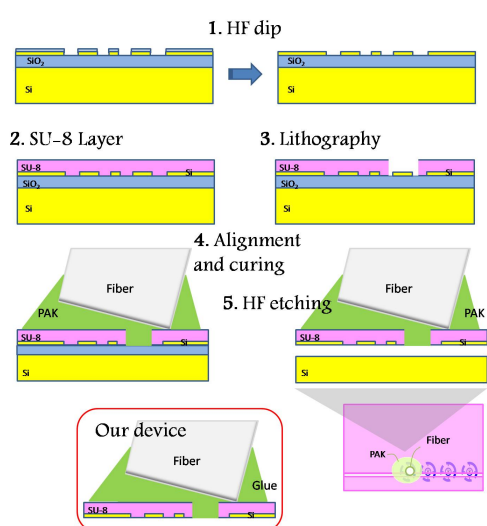 1. HF dip
SiO₂
Si
SiO₂
Si
2. SU-8 Layer
SU-8
Si
SiO₂
Si
3. Lithography
SU-8
Si
SiO₂
Si
4. Alignment
and curing
Fiber
PAK
SU-8
Si
Si
5. HF etching
Fiber
PAK
SU-8
Si
Si
PAK
Fiber
Our device
Fiber
Glue
SU-8
Si